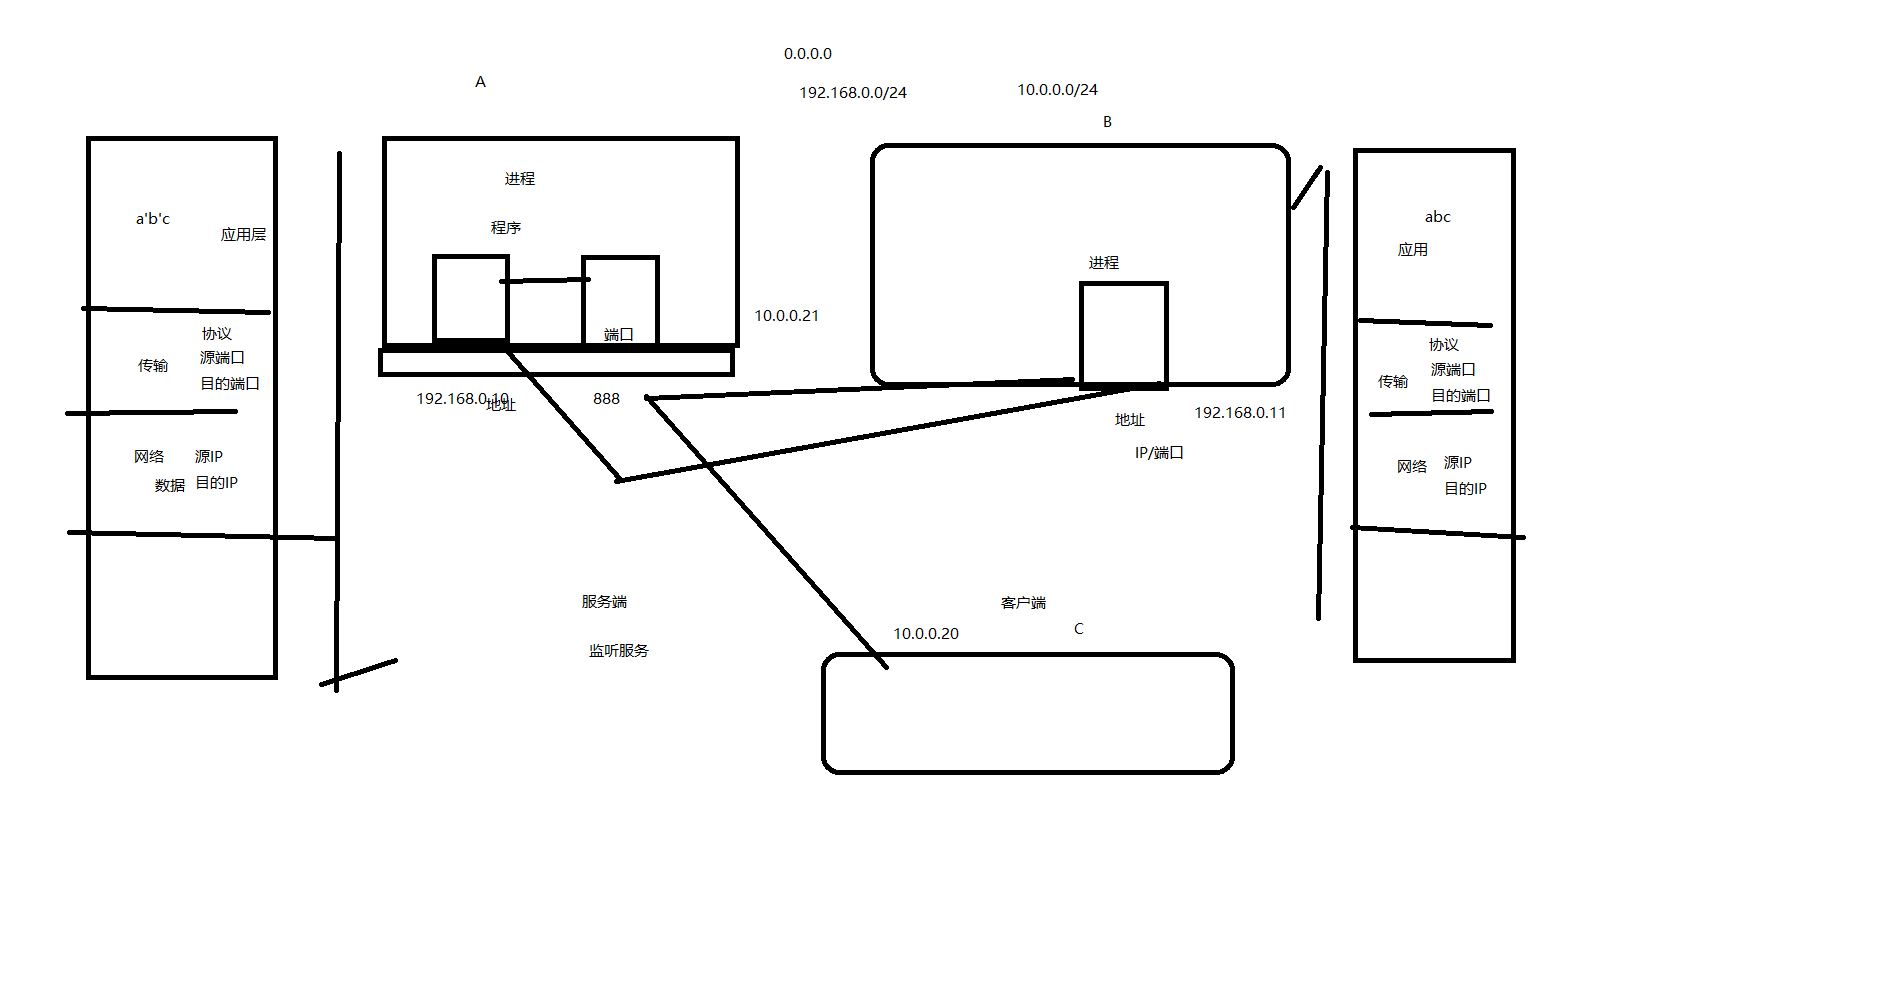 0.0.0.0
A
192.168.0.0/24
10.0.0.0/24
B
a'b'c
应用层
协议
传输
源端口
目的端口
网络
源IP
数据
目的IP
进程
程序
端口
192.168.0.10
地址
888
10.0.0.21
进程
地址
192.168.0.11
IP/端口
abc
应用
协议
源端口
传输
目的端口
网络
源IP
目的IP
服务端
监听服务
客户端
10.0.0.20
C